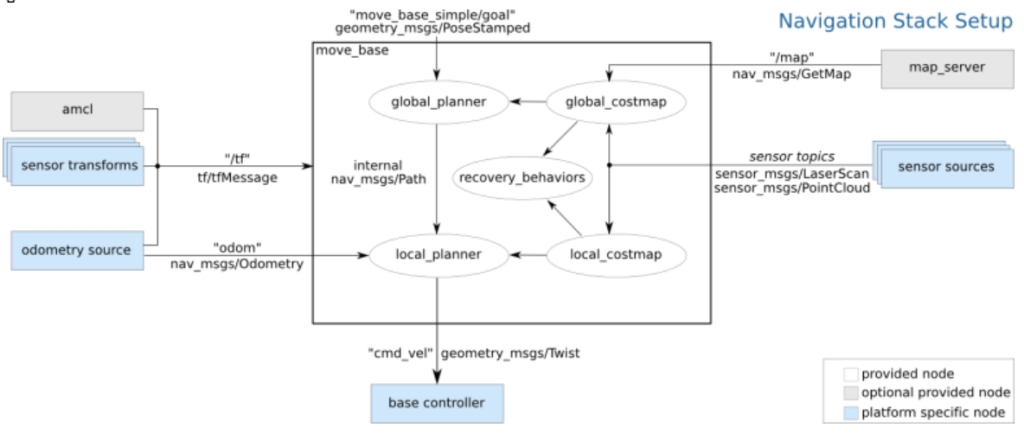 Navigation Stack Setup
"move_base_simple/goal"
geometry_msgs/PoseStamped
move_base
"/map"
nav_msgs/GetMap
map_server
global_planner
global_costmap
amcl
sensor transforms
"/tf"
tf/tfMessage
internal
nav_msgs/Path
recovery_behaviors
sensor topics
sensor_msgs/LaserScan
sensor_msgs/PointCloud
sensor sources
odometry source
"odom"
nav_msgs/Odometry
local_planner
local_costmap
"cmd_vel"
geometry_msgs/Twist
base controller
provided node
optional provided node
platform specific node